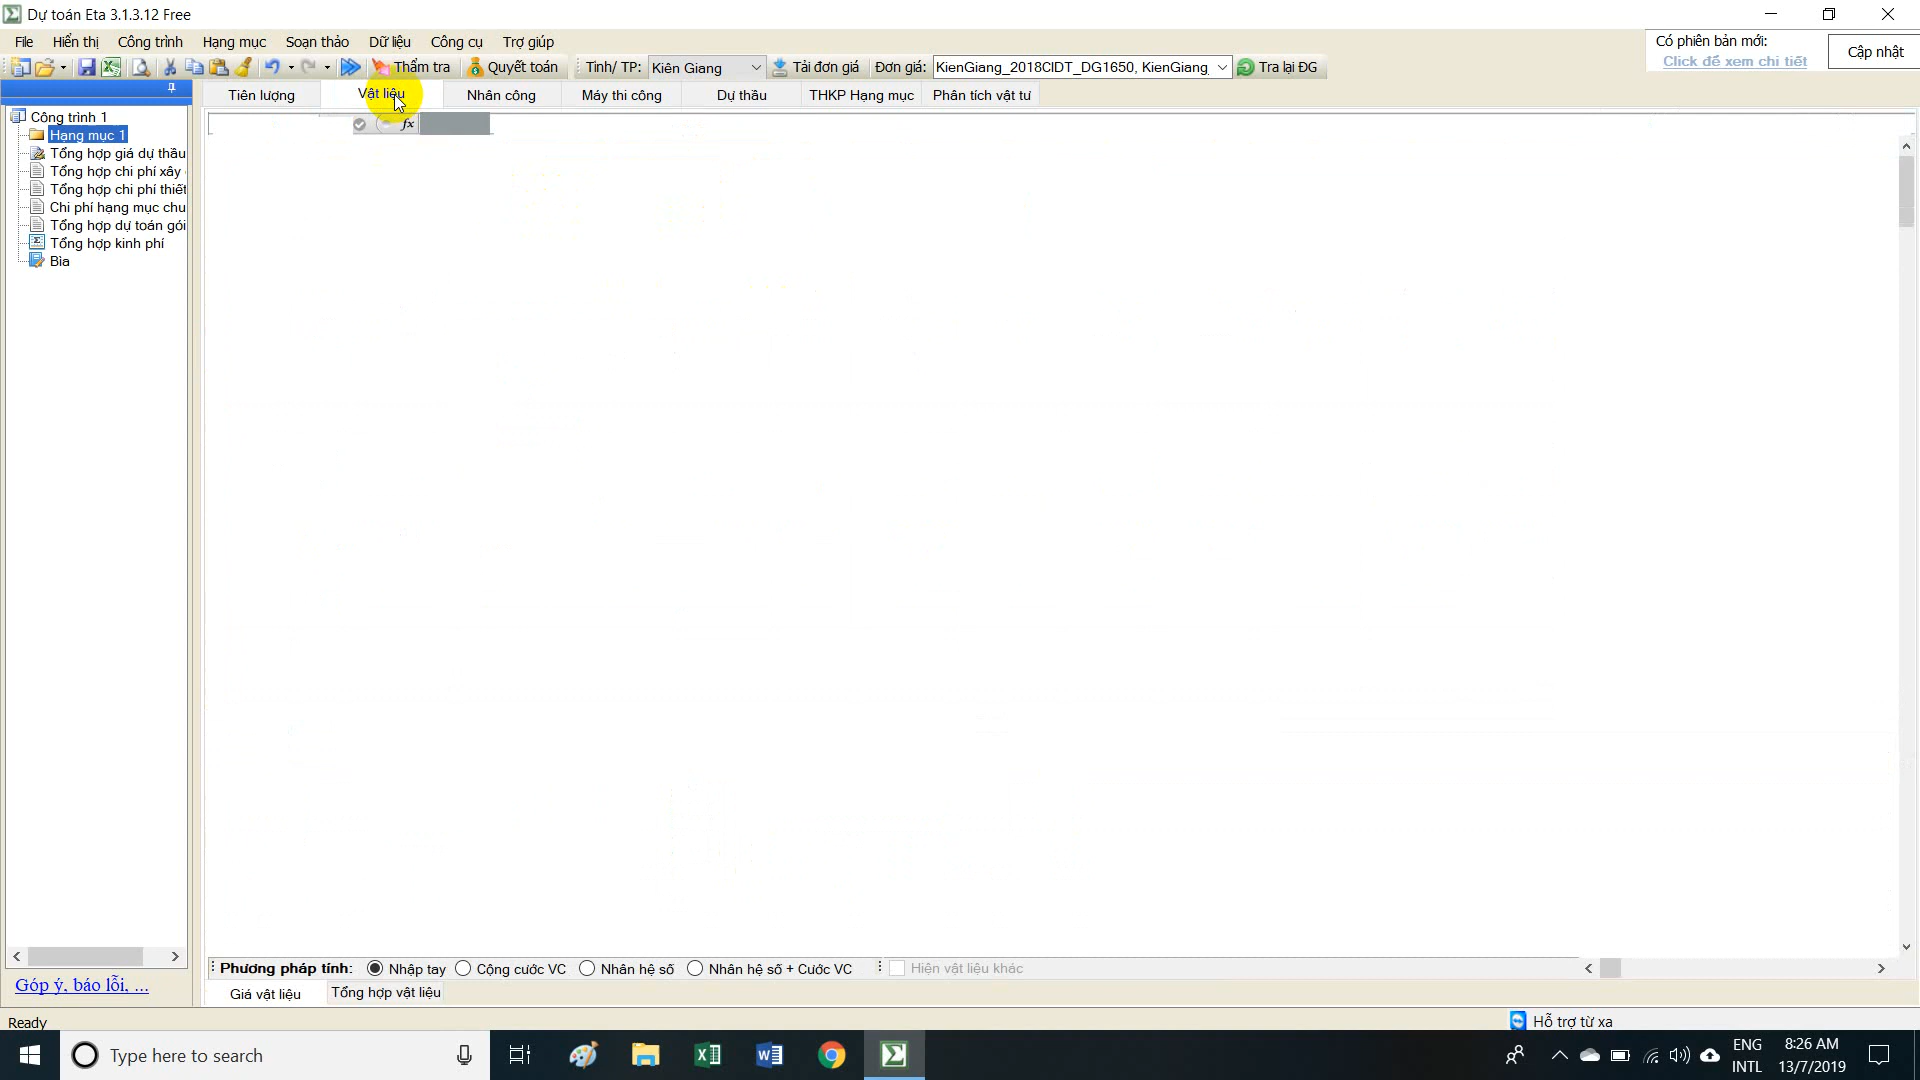 Dự toán Eta 3.1.3.12 Free
File Hiển thị Công trình Hạng mục Soạn thảo Dữ liệu Công cụ Trợ giúp
Có phiên bản mới:
Click để xem chi tiết
Cập nhật
Thẩm tra Quyết toán Tỉnh/ TP: Kiên Giang Tải đơn giá Đơn giá: KienGiang_2018CIDT_DG1650, KienGiang_ Tra lại ĐG
Tiên lượng Vật liệu Nhân công Máy thi công Dự thầu THKP Hạng mục Phân tích vật tư
fx
Công trình 1
Hạng mục 1
Tổng hợp giá dự thầu
Tổng hợp chi phí xây
Tổng hợp chi phí thiết
Chi phí hạng mục chu
Tổng hợp dự toán gói
Tổng hợp kinh phí
Bìa
Phương pháp tính: Nhập tay Cộng cước VC Nhân hệ số Nhân hệ số + Cước VC Hiện vật liệu khác
Góp ý, báo lỗi, ...
Giá vật liệu Tổng hợp vật liệu
Ready
Hỗ trợ từ xa
Type here to search
ENG
INTL
8:26 AM
13/7/2019